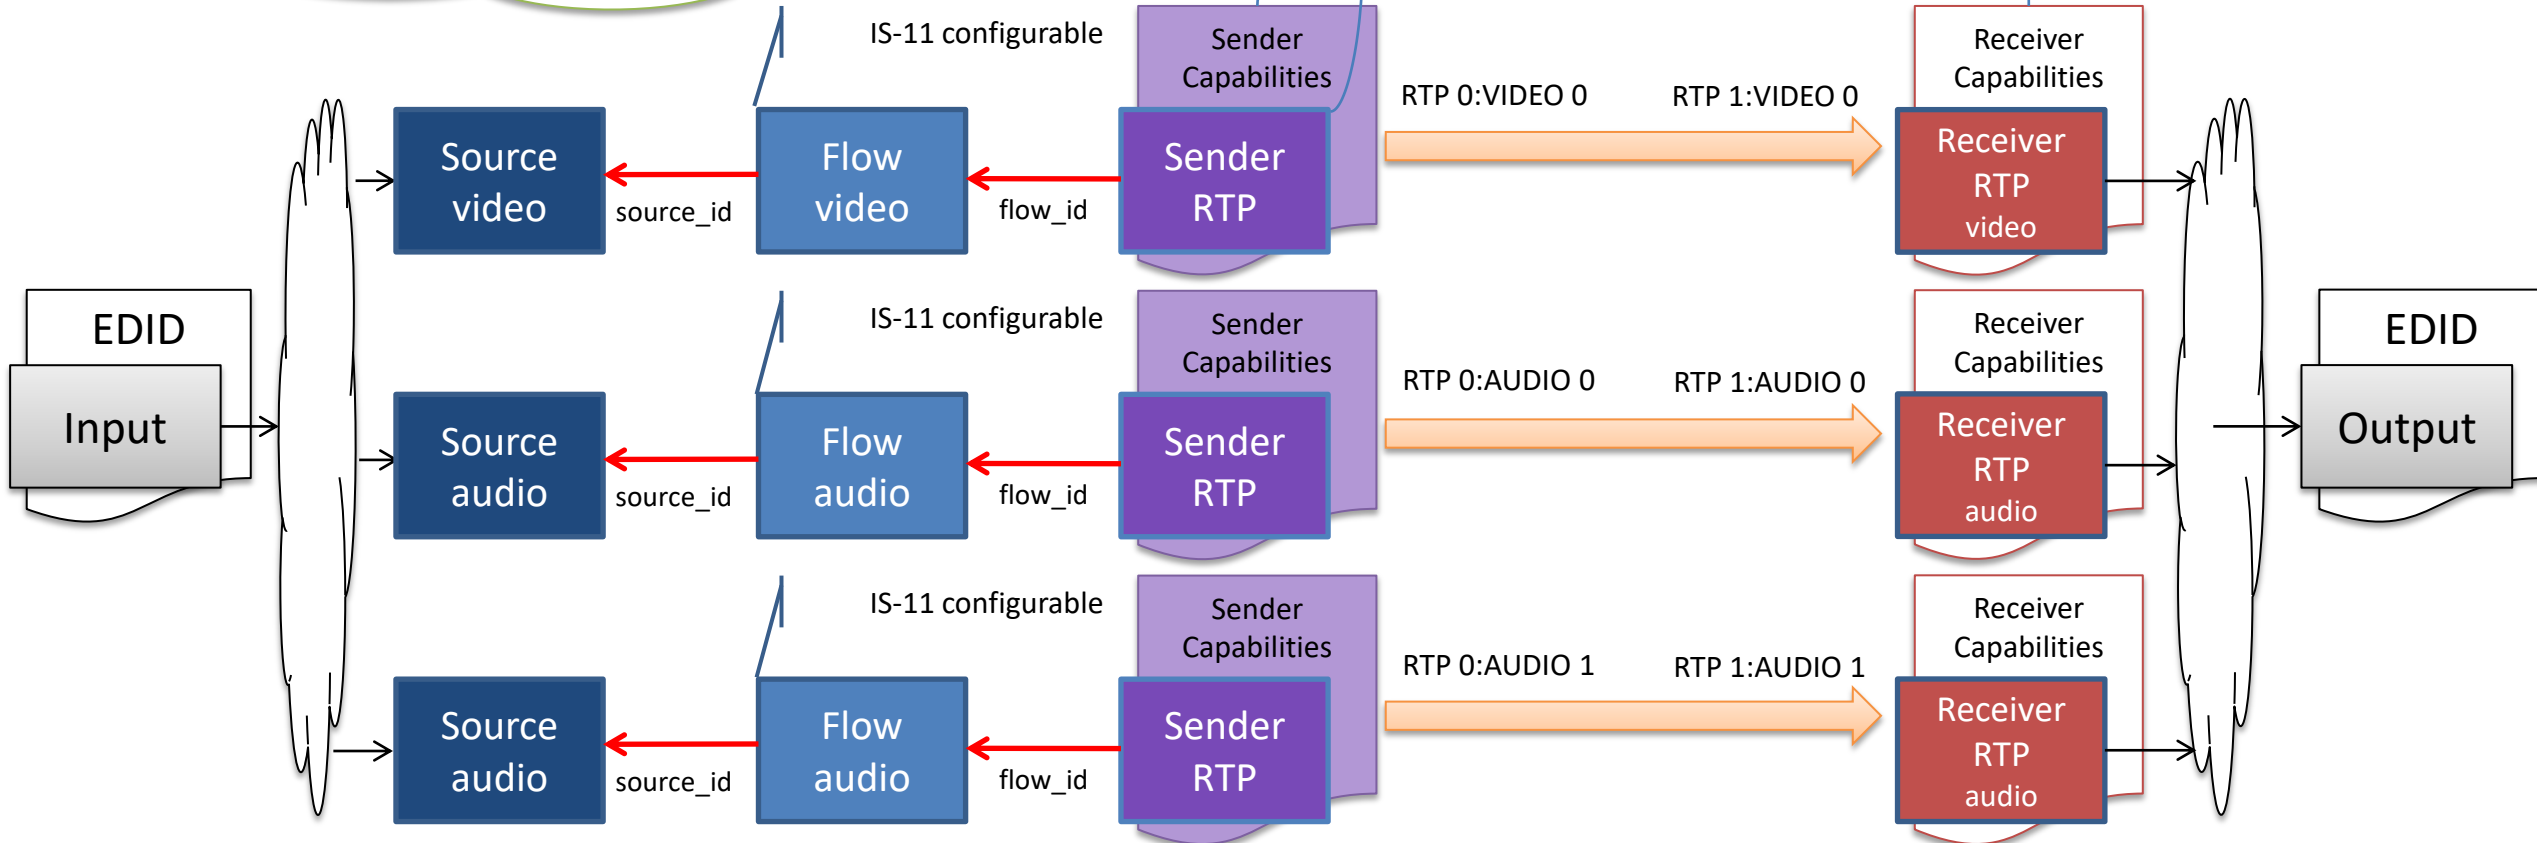 IS-11 configurable
Sender
Capabilities
Receiver
Capabilities
RTP 0:VIDEO 0
RTP 1:VIDEO 0
Source
video
source_id
Flow
video
flow_id
Sender
RTP
Receiver
RTP
video
EDID
Input
IS-11 configurable
Sender
Capabilities
Receiver
Capabilities
EDID
Output
RTP 0:AUDIO 0
RTP 1:AUDIO 0
Source
audio
source_id
Flow
audio
flow_id
Sender
RTP
Receiver
RTP
audio
IS-11 configurable
Sender
Capabilities
Receiver
Capabilities
RTP 0:AUDIO 1
RTP 1:AUDIO 1
Source
audio
source_id
Flow
audio
flow_id
Sender
RTP
Receiver
RTP
audio